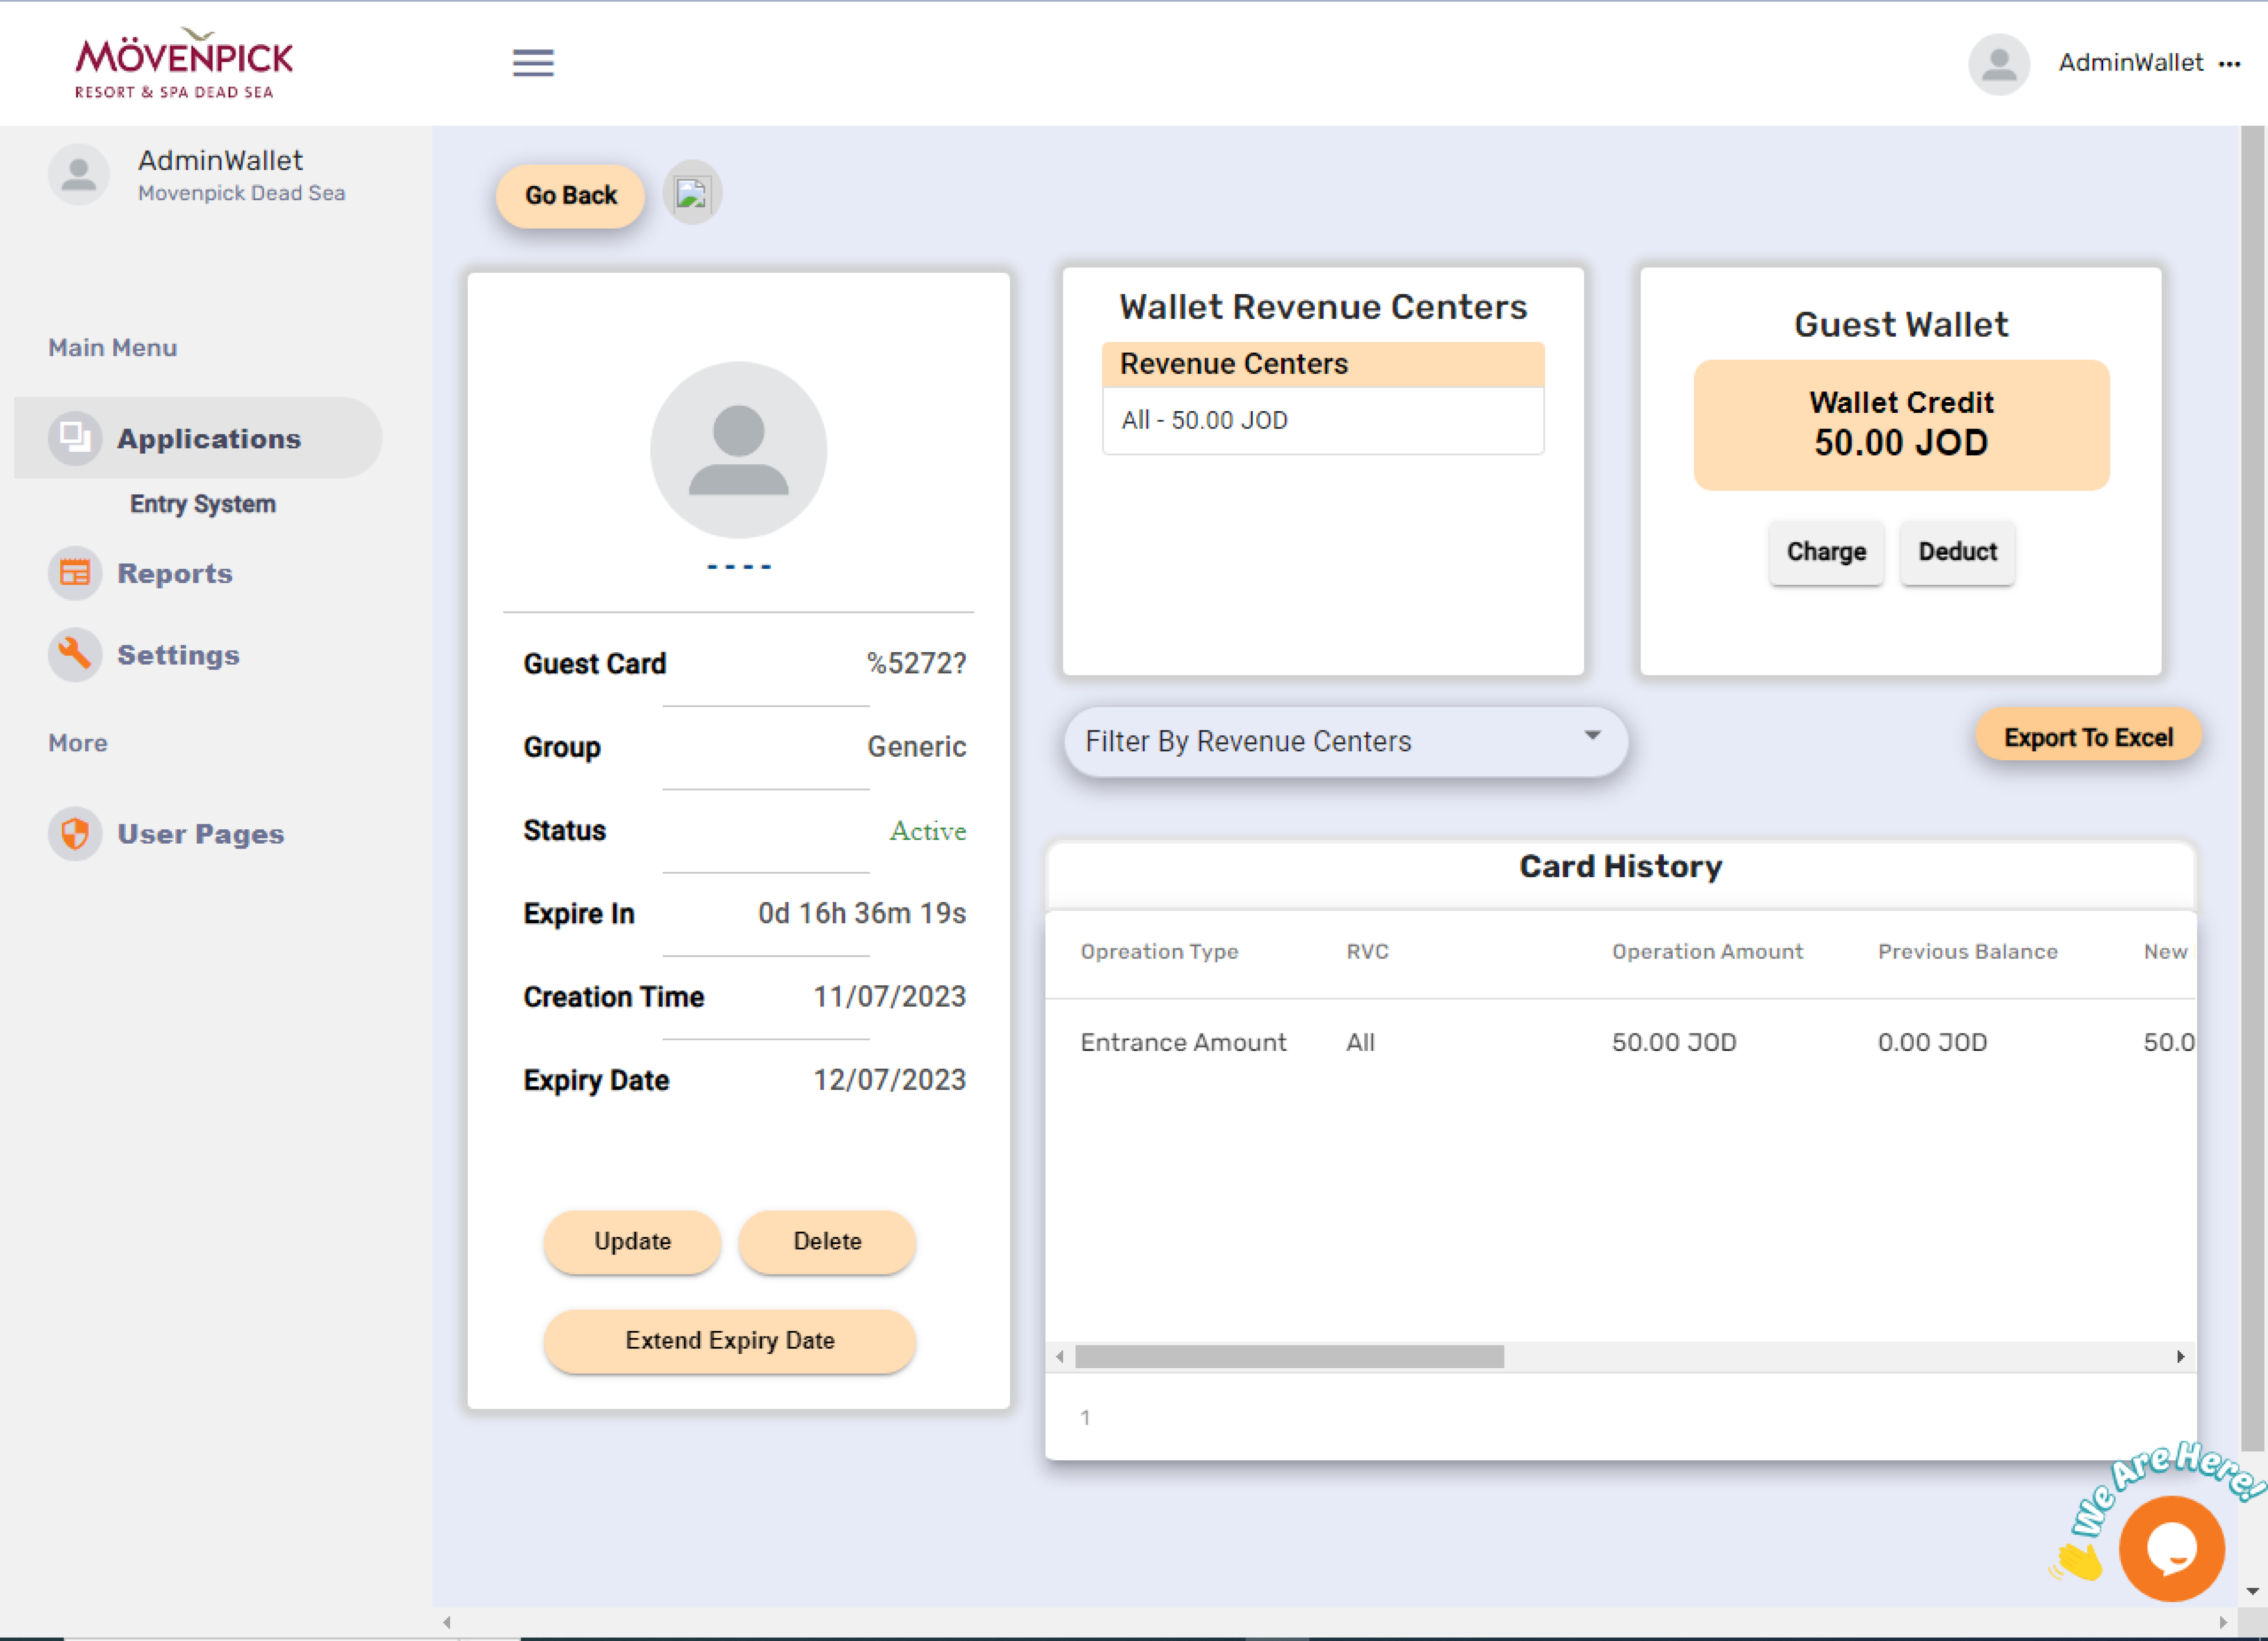 MÖVENPICK
RESORT & SPA DEAD SEA
AdminWallet ...
AdminWallet
Movenpick Dead Sea
Main Menu
Applications
Entry System
Reports
Settings
More
User Pages
Go Back
- - - -
Guest Card %5272?
Group Generic
Status Active
Expire In 0d 16h 36m 19s
Creation Time 11/07/2023
Expiry Date 12/07/2023
Update Delete
Extend Expiry Date
Wallet Revenue Centers
Revenue Centers
All - 50.00 JOD
Guest Wallet
Wallet Credit
50.00 JOD
Charge Deduct
Filter By Revenue Centers
Export To Excel
Card History
Opreation Type RVC Operation Amount Previous Balance New
Entrance Amount All 50.00 JOD 0.00 JOD 50.0
1
We Are Here!